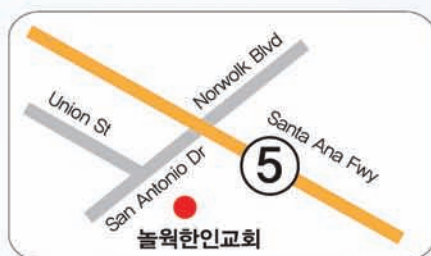 Norwolk Blvd
Union St
Santa Ana Fwy
San Antonio Dr
5
놀웍한인교회